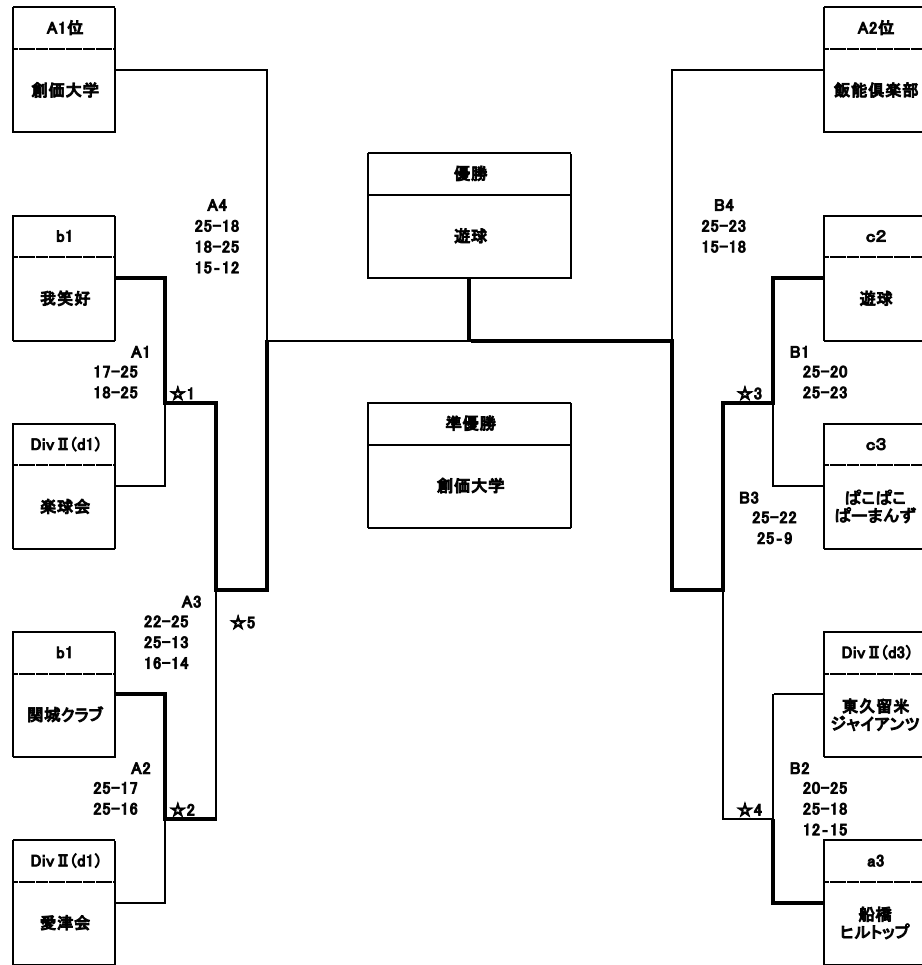 A1位
創価大学
A2位
飯能倶楽部
優勝
遊球
A4
25-18
18-25
15-12
B4
25-23
15-18
b1
我笑好
c2
遊球
A1
17-25
18-25
☆1
B1
25-20
25-23
☆3
準優勝
創価大学
DivⅡ(d1)
楽球会
c3
ぱこぱこ
ぱーまんず
B3
25-22
25-9
A3
22-25
25-13
16-14
☆5
b1
関城クラブ
DivⅡ(d3)
東久留米
ジャイアンツ
A2
25-17
25-16
☆2
B2
20-25
25-18
12-15
☆4
DivⅡ(d1)
愛津会
a3
船橋
ヒルトップ